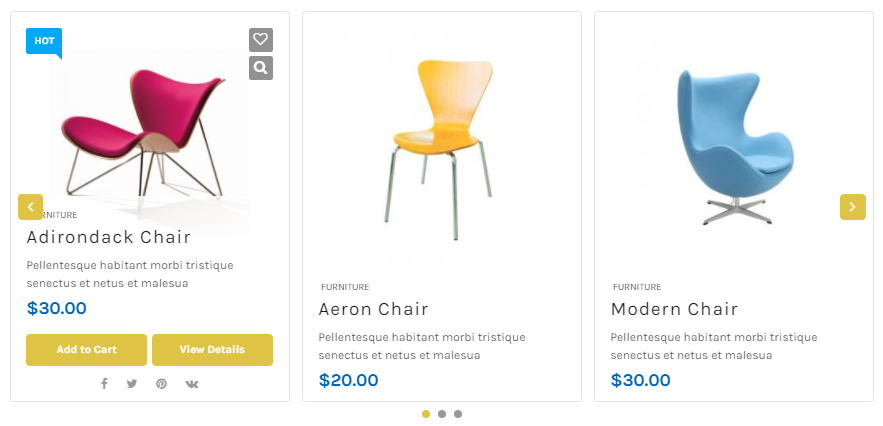 HOT
RNITURE
Adirondack Chair
Pellentesque habitant morbi tristique
senectus et netus et malesua
$30.00
Add to Cart
View Details
FURNITURE
Aeron Chair
Pellentesque habitant morbi tristique
senectus et netus et malesua
$20.00
FURNITURE
Modern Chair
Pellentesque habitant morbi tristique
senectus et netus et malesua
$30.00